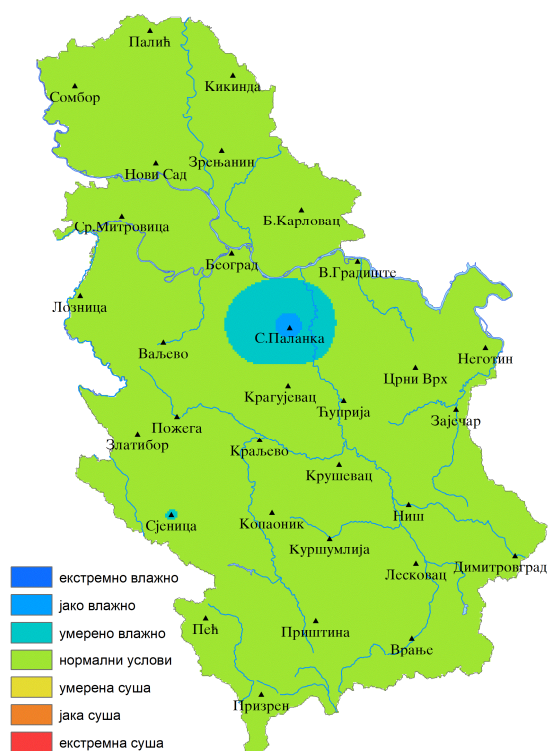 Палић
Кикинда
Сомбор
Зрењанин
Нови Сад
Б.Карловац
Ср.Митровица
Београд
В.Градиште
Лозница
С.Паланка
Ваљево
Неготин
Црни Врх
Крагујевац
Ћуприја
Зајечар
Пожега
Златибор
Краљево
Крушевац
Сјеница
Копаоник
Ниш
Куршумлија
Димитровград
Лесковац
Пећ
Приштина
Врање
Призрен
екстремно влажно
јако влажно
умерено влажно
нормални услови
умерена суша
јака суша
екстремна суша